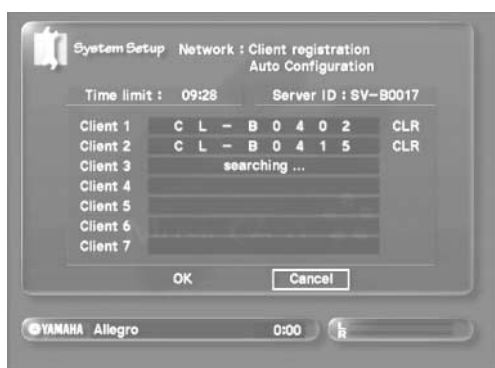 System Setup Network : Client registration
Auto Configuration
Time limit : 09:28 Server ID : SV-B0017
Client 1 C L - B 0 4 0 2 CLR
Client 2 C L - B 0 4 1 5 CLR
Client 3 searching ...
Client 4
Client 5
Client 6
Client 7
OK Cancel
YAMAHA Allegro 0:00 L
R